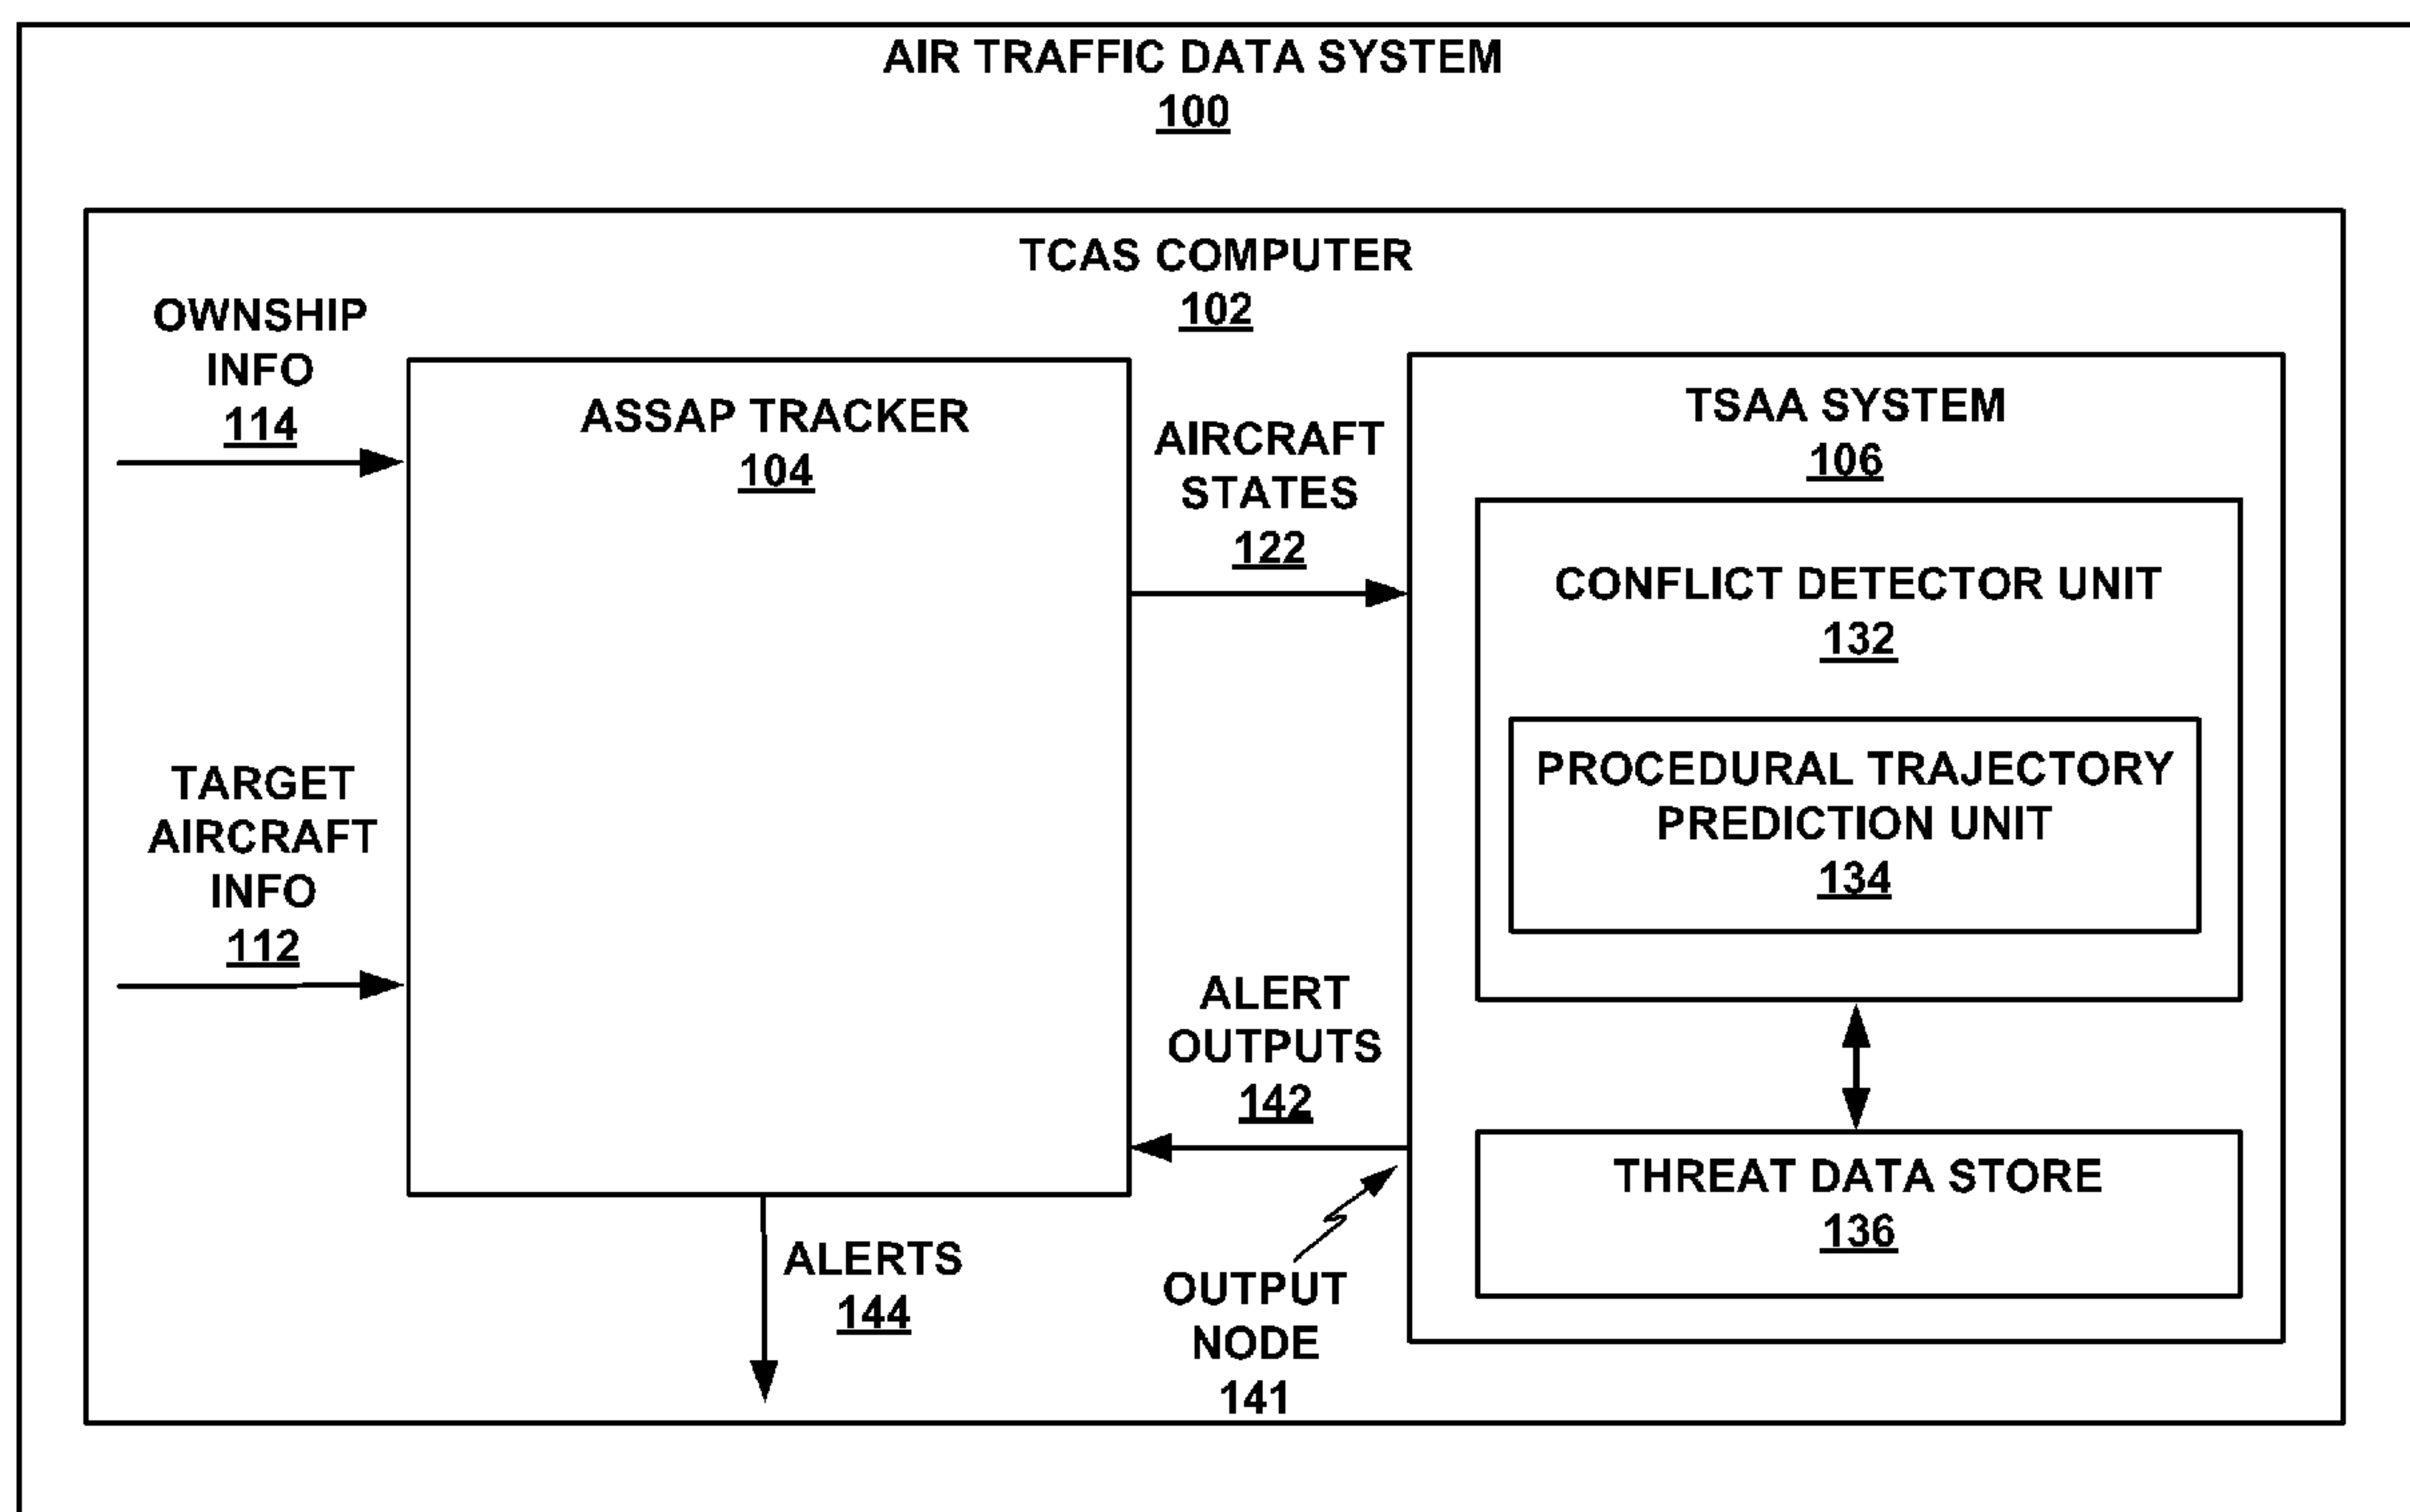 AIR TRAFFIC DATA SYSTEM
100
TCAS COMPUTER
102
OWNSHIP
INFO
114
ASSAP TRACKER
104
AIRCRAFT
STATES
122
TSAA SYSTEM
106
CONFLICT DETECTOR UNIT
132
PROCEDURAL TRAJECTORY
PREDICTION UNIT
134
TARGET
AIRCRAFT
INFO
112
ALERT
OUTPUTS
142
THREAT DATA STORE
136
ALERTS
144
OUTPUT
NODE
141